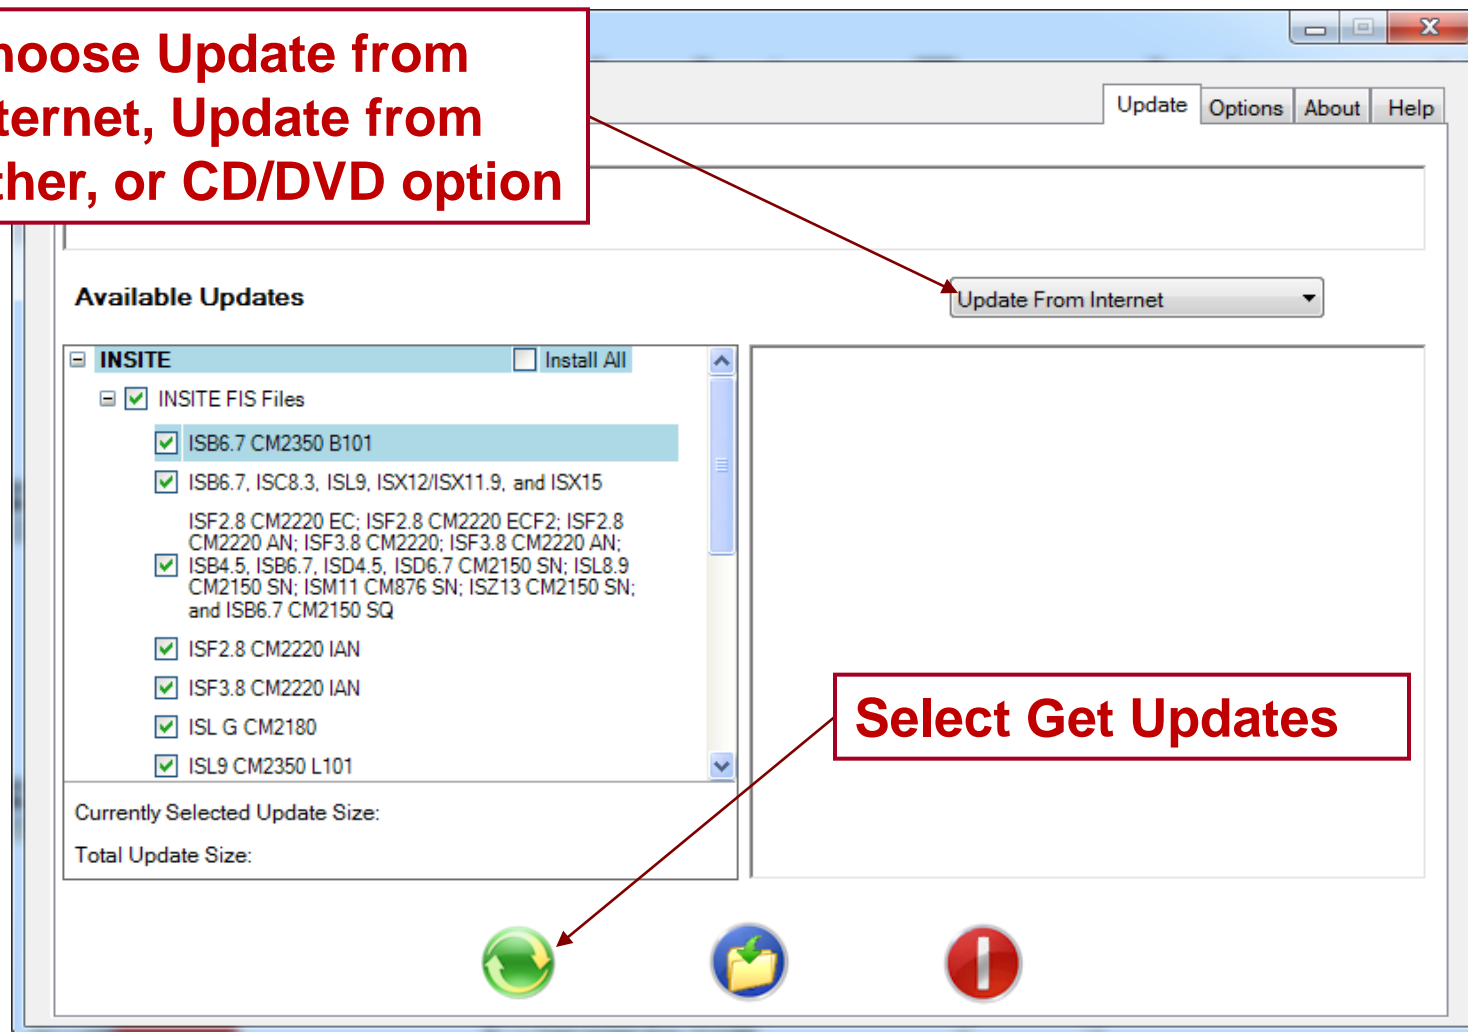 hoose Update from
ternet, Update from
ther, or CD/DVD option
Update
Options
About
Help
Available Updates
Update From Internet
INSITE
Install All
INSITE FIS Files
ISB6.7 CM2350 B101
ISB6.7, ISC8.3, ISL9, ISX12/ISX11.9, and ISX15
ISF2.8 CM2220 EC; ISF2.8 CM2220 ECF2; ISF2.8
CM2220 AN; ISF3.8 CM2220; ISF3.8 CM2220 AN;
ISB4.5, ISB6.7, ISD4.5, ISD6.7 CM2150 SN; ISL8.9
CM2150 SN; ISM11 CM876 SN; ISZ13 CM2150 SN;
and ISB6.7 CM2150 SQ
ISF2.8 CM2220 IAN
ISF3.8 CM2220 IAN
ISL G CM2180
ISL9 CM2350 L101
Select Get Updates
Currently Selected Update Size:
Total Update Size: